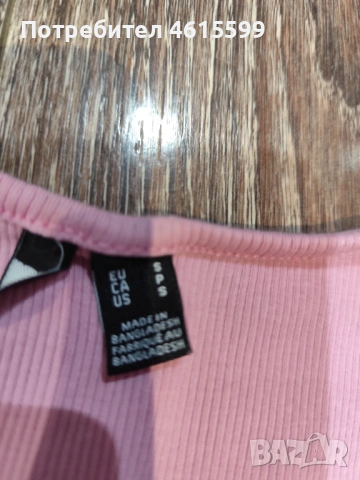 Потребител 4615599
EU S
CA P
US S
MADE IN
BANGLADESH
FABRIQUÉ AU
BANGLADESH
BAZAR